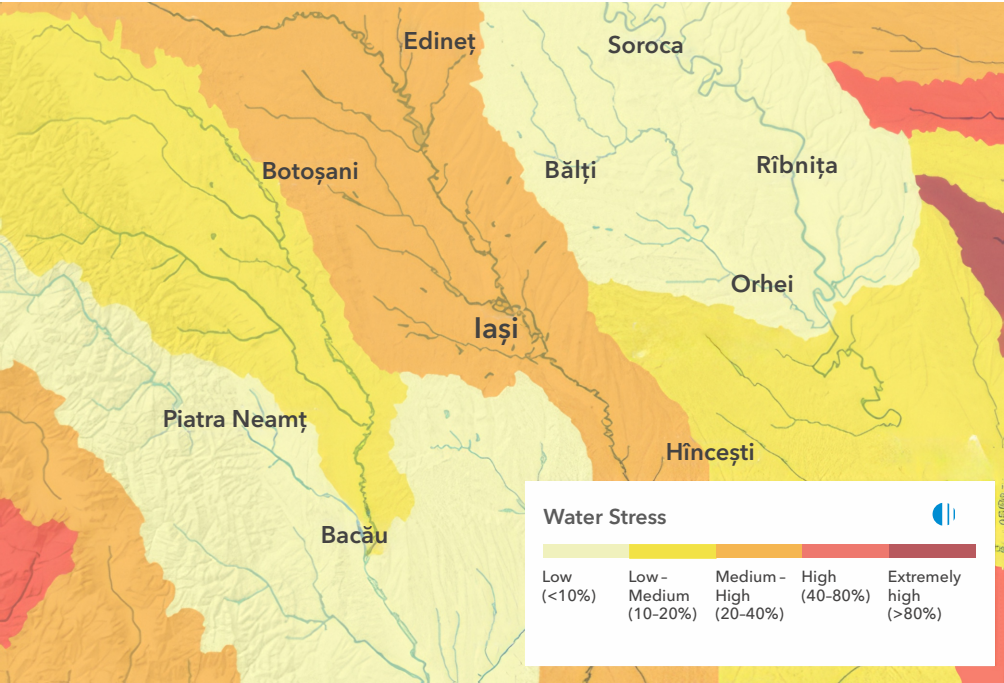 Edineț
Soroca
Botoșani
Bălți
Rîbnița
Orhei
Iași
Piatra Neamț
Hîncești
Bacău
Water Stress
Low
(<10%)
Low–
Medium
(10–20%)
Medium–
High
(20–40%)
High
(40–80%)
Extremely
high
(>80%)